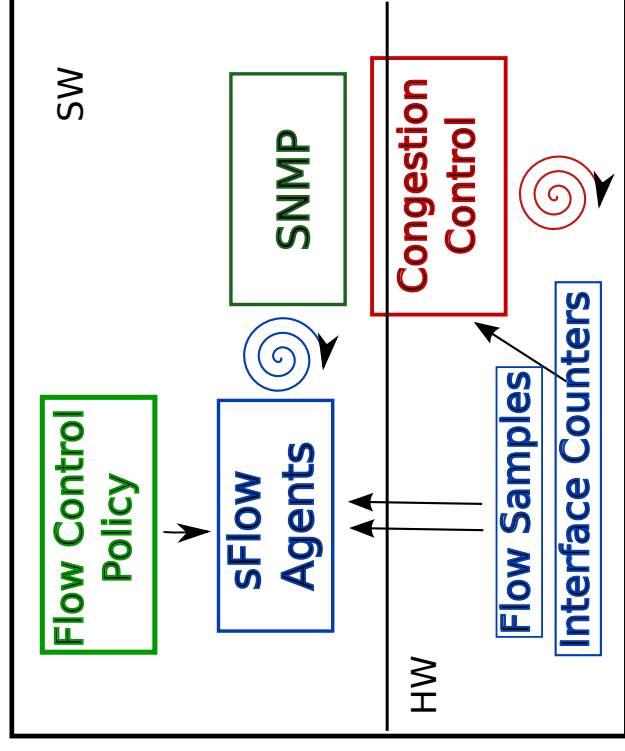 SW
Flow Control
Policy
sFlow
Agents
SNMP
HW
Congestion
Control
Flow Samples
Interface Counters